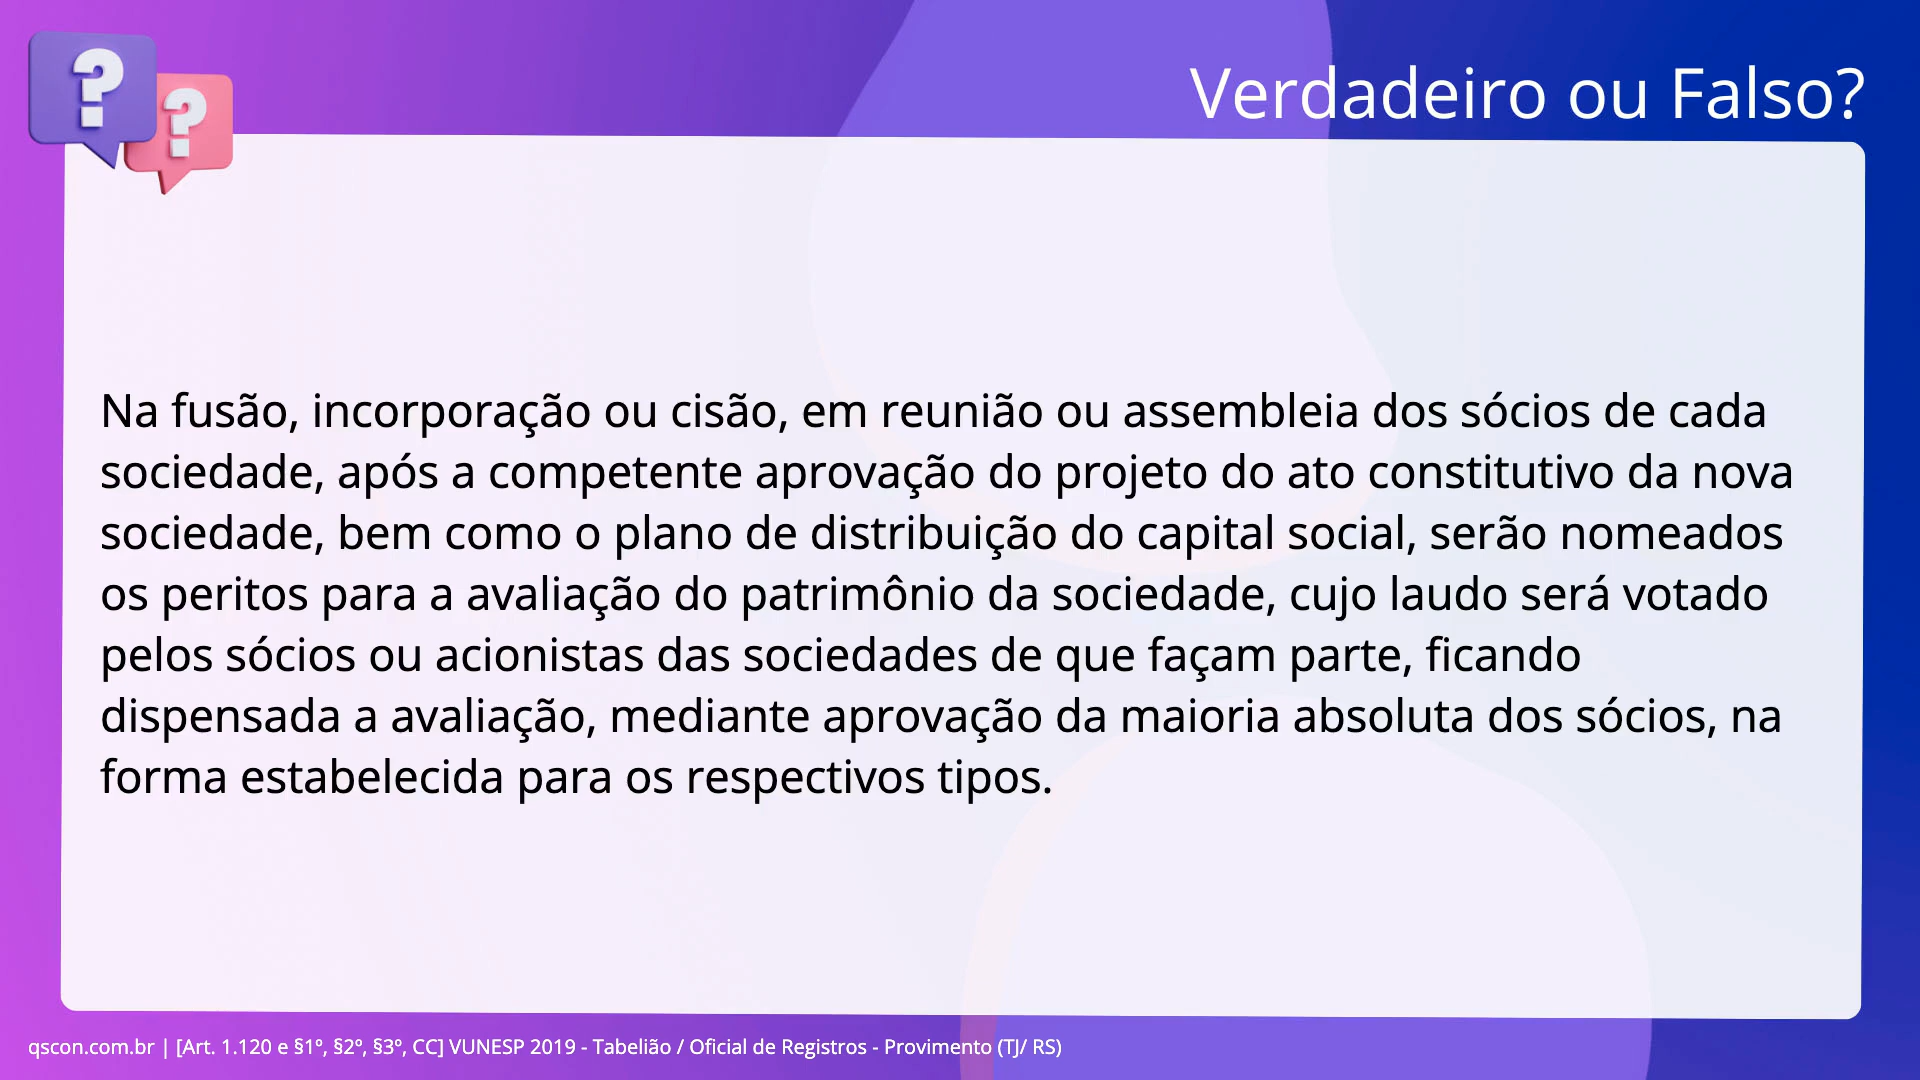 Verdadeiro ou Falso?
Na fusão, incorporação ou cisão, em reunião ou assembleia dos sócios de cada
sociedade, após a competente aprovação do projeto do ato constitutivo da nova
sociedade, bem como o plano de distribuição do capital social, serão nomeados
os peritos para a avaliação do patrimônio da sociedade, cujo laudo será votado
pelos sócios ou acionistas das sociedades de que façam parte, ficando
dispensada a avaliação, mediante aprovação da maioria absoluta dos sócios, na
forma estabelecida para os respectivos tipos.
qscon.com.br | [Art. 1.120 e §1º, §2º, §3º, CC] VUNESP 2019 - Tabelião / Oficial de Registros - Provimento (TJ/ RS)